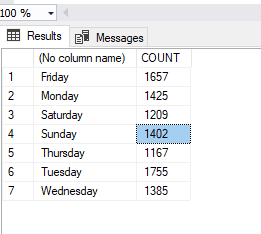 100 %
Results Messages
(No column name) COUNT
1 Friday 1657
2 Monday 1425
3 Saturday 1209
4 Sunday 1402
5 Thursday 1167
6 Tuesday 1755
7 Wednesday 1385